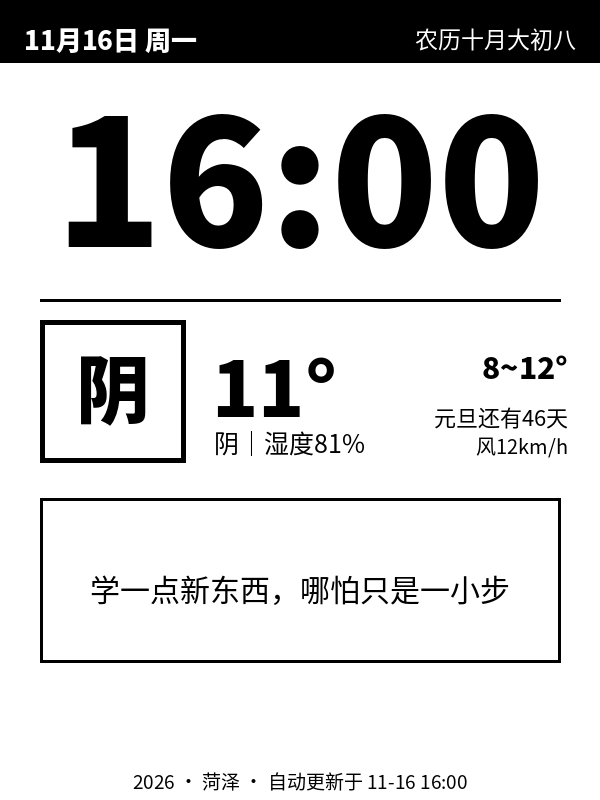 11月16日 周一
农历十月大初八
16:00
阴
11°
阴｜湿度81%
8~12°
元旦还有46天
风12km/h
学一点新东西，哪怕只是一小步
2026 · 菏泽 · 自动更新于 11-16 16:00